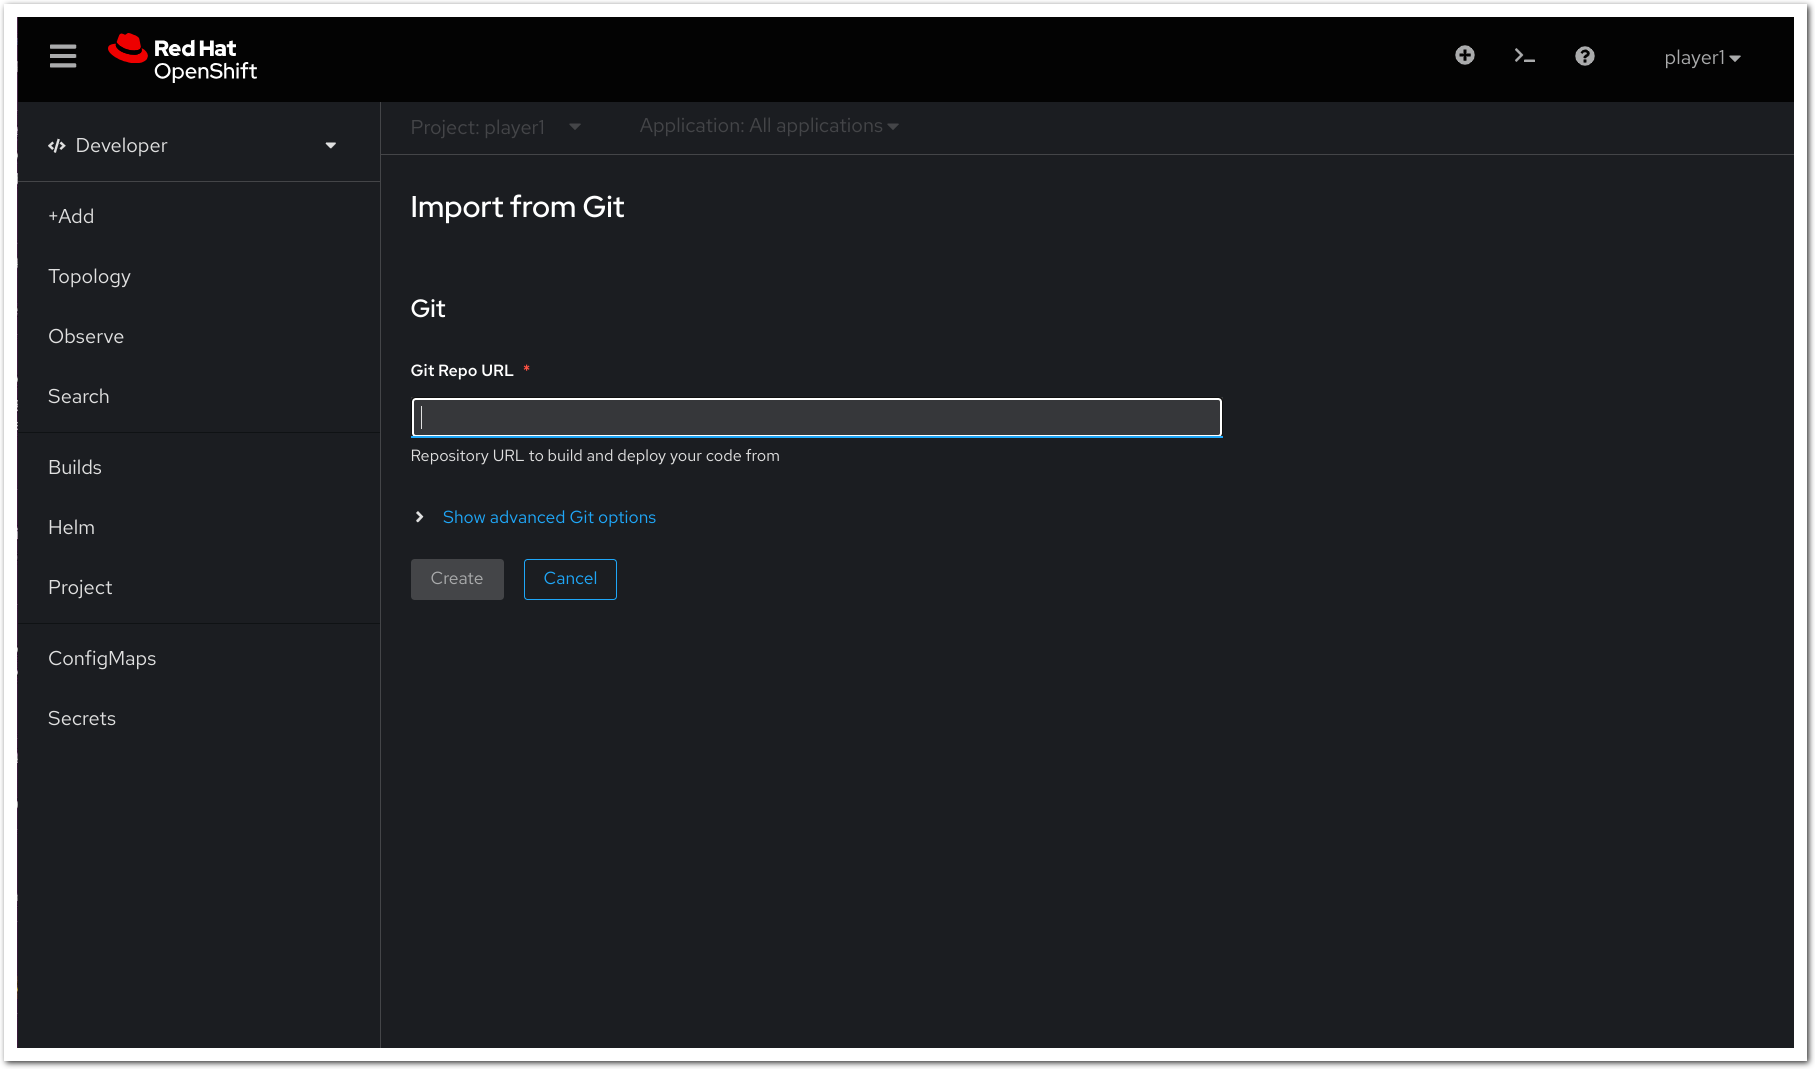 Red Hat
OpenShift
player1
Developer
+Add
Topology
Observe
Search
Builds
Helm
Project
ConfigMaps
Secrets
Project: player1
Application: All applications
Import from Git
Git
Git Repo URL *
Repository URL to build and deploy your code from
Show advanced Git options
Create
Cancel